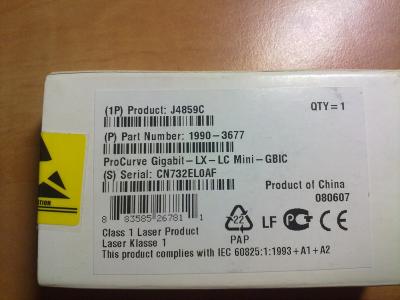 (1P) Product: J4859C
QTY = 1
(P) Part Number: 1990-3677
ProCurve Gigabit-LX-LC Mini-GBIC
(S) Serial: CN732EL0AF
Product of China
080607
8 83585 26781 1
22
PAP
LF
Class 1 Laser Product
Laser Klasse 1
This product complies with IEC 60825:1:1993+A1+A2